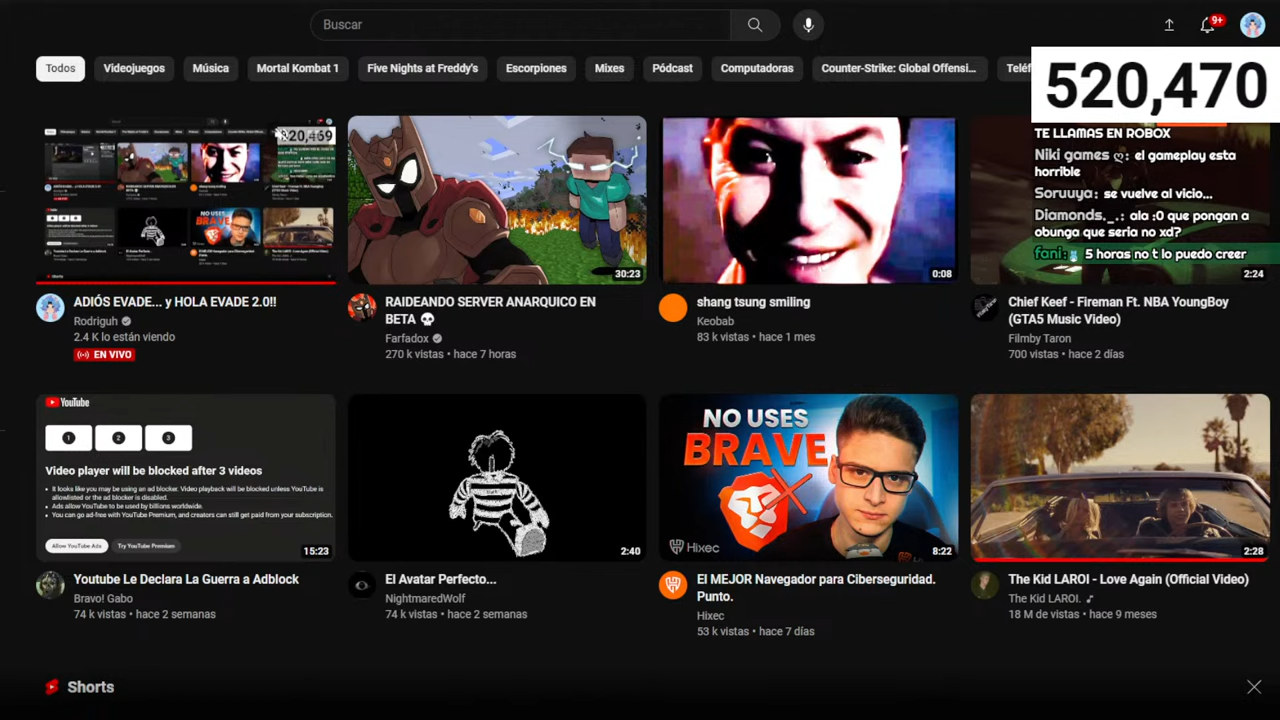 Buscar
9+
Todos
Videojuegos
Música
Mortal Kombat 1
Five Nights at Freddy's
Escorpiones
Mixes
Pódcast
Computadoras
Counter-Strike: Global Offensi...
520,470
TE LLAMAS EN ROBOX
Niki games ღ: el gameplay esta
horrible
Soruuya: se vuelve al vicio...
Diamonds._.: ala :0 que pongan a
obunga que seria no xd?
fani: 5 horas no t lo puedo creer
820,469
30:23
0:08
2:24
ADIÓS EVADE... y HOLA EVADE 2.0!!
Rodriguh
2.4 K lo están viendo
EN VIVO
RAIDEANDO SERVER ANARQUICO EN
BETA 💀
Farfadox
270 k vistas • hace 7 horas
shang tsung smiling
Keobab
83 k vistas • hace 1 mes
Chief Keef - Fireman Ft. NBA YoungBoy
(GTA5 Music Video)
Filmby Taron
700 vistas • hace 2 días
YouTube
1
2
3
Video player will be blocked after 3 videos
• It looks like you may be using an ad blocker. Video playback will be blocked unless YouTube is
allowlisted or the ad blocker is disabled.
• Ads allow YouTube to be used by billions worldwide.
• You can go ad-free with YouTube Premium, and creators can still get paid from your subscription.
Allow YouTube Ads
Try YouTube Premium
15:23
2:40
NO USES
BRAVE
Hixec
8:22
2:28
Youtube Le Declara La Guerra a Adblock
Bravo! Gabo
74 k vistas • hace 2 semanas
El Avatar Perfecto...
NightmaredWolf
74 k vistas • hace 2 semanas
El MEJOR Navegador para Ciberseguridad.
Punto.
Hixec
53 k vistas • hace 7 días
The Kid LAROI - Love Again (Official Video)
The Kid LAROI.
18 M de vistas • hace 9 meses
Shorts